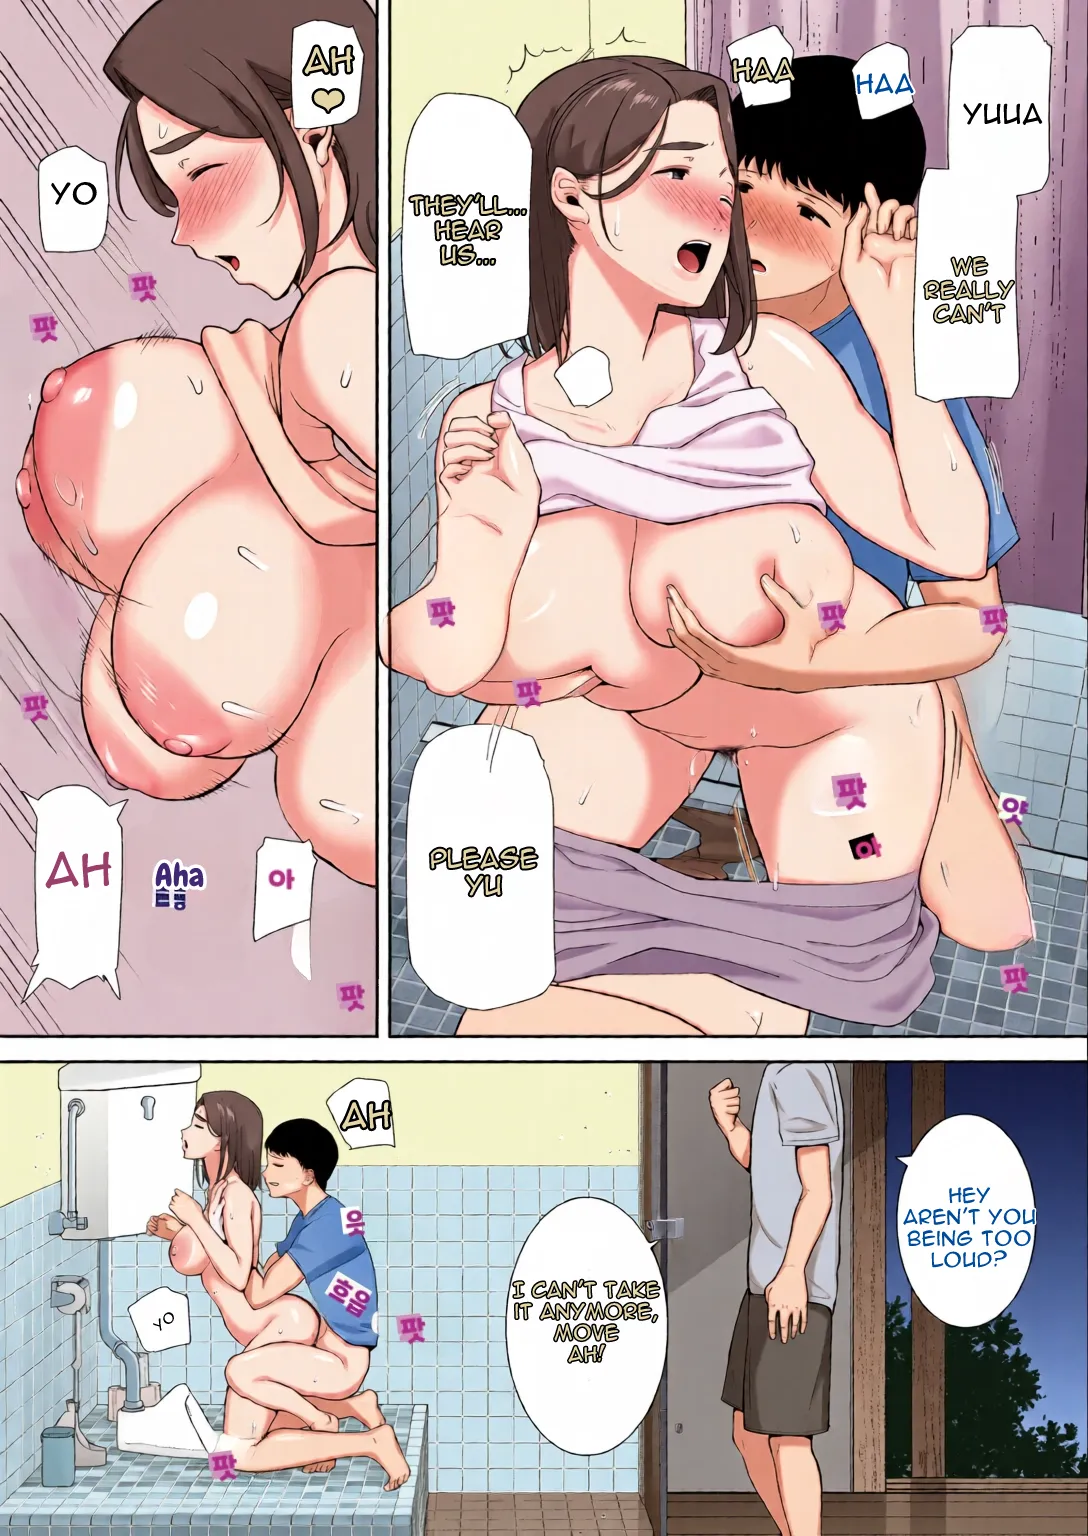 AH
❤
YO
HAA
HAA
YUUA
THEY'LL...
HEAR
US...
WE
REALLY
CAN'T
팟
팟
팟
팟
팟
팟
팟
팟
얏
아
PLEASE
YU
AH
Aha
아
팟
팟
AH
앗
흐읍
팟
YO
팟
I CAN'T TAKE
IT ANYMORE,
MOVE
AH!
HEY
AREN'T YOU
BEING TOO
LOUD?